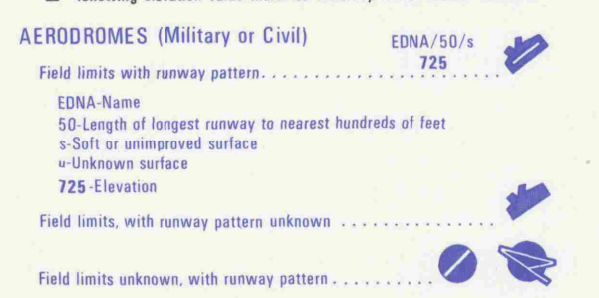 AERODROMES (Military or Civil)
EDNA/50/s
725
Field limits with runway pattern. . . . . . . . . . . . . . . . . . . . . . . .
EDNA-Name
50-Length of longest runway to nearest hundreds of feet
s-Soft or unimproved surface
u-Unknown surface
725-Elevation
Field limits, with runway pattern unknown . . . . . . . . . . . . . . .
Field limits unknown, with runway pattern . . . . . . . . . .